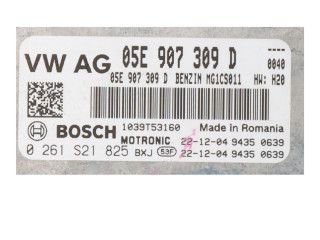 VW AG 05E 907 309 D ----
0040
05E 907 309 D BENZIN MG1CS011 HW: H20
BOSCH 1039T53160 Made in Romania
MOTRONIC 22-12-04 9435 0639
0 261 S21 825 BXJ 53F 22-12-04 9435 0639